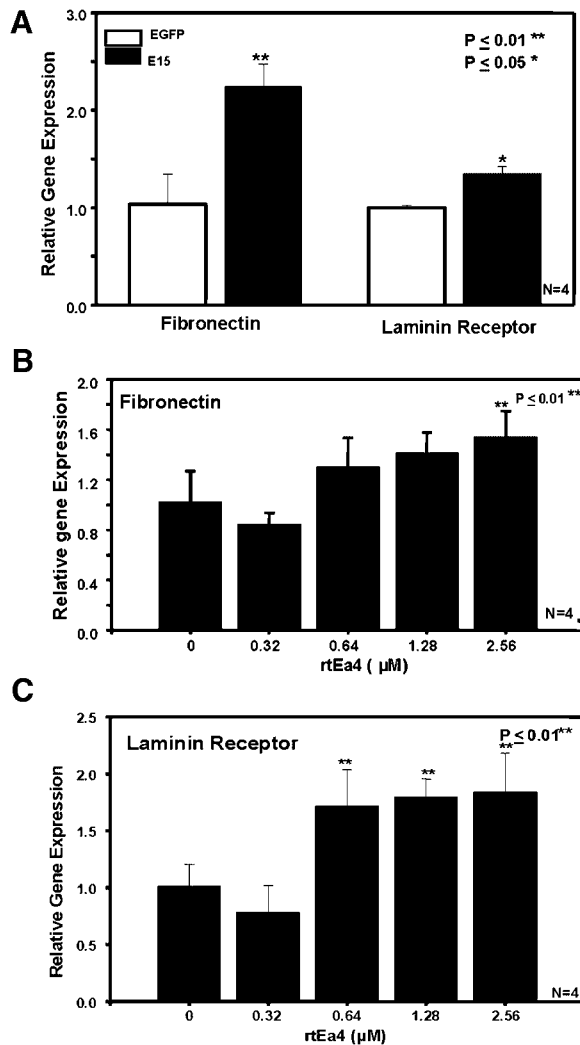 A
EGFP
E15
P ≤ 0.01 **
P ≤ 0.05 *
**
*
Relative Gene Expression
3.0
2.0
1.0
0.0
N=4
Fibronectin
Laminin Receptor
B
Fibronectin
** P ≤ 0.01 **
Relative gene Expression
2.0
1.6
1.2
0.8
0.4
0.0
N=4
0 0.32 0.64 1.28 2.56
rtEa4 ( µM)
C
Laminin Receptor
P ≤ 0.01 **
** ** **
Relative Gene Expression
2.5
2.0
1.5
1.0
0.5
0.0
N=4
0 0.32 0.64 1.28 2.56
rtEa4 (µM)